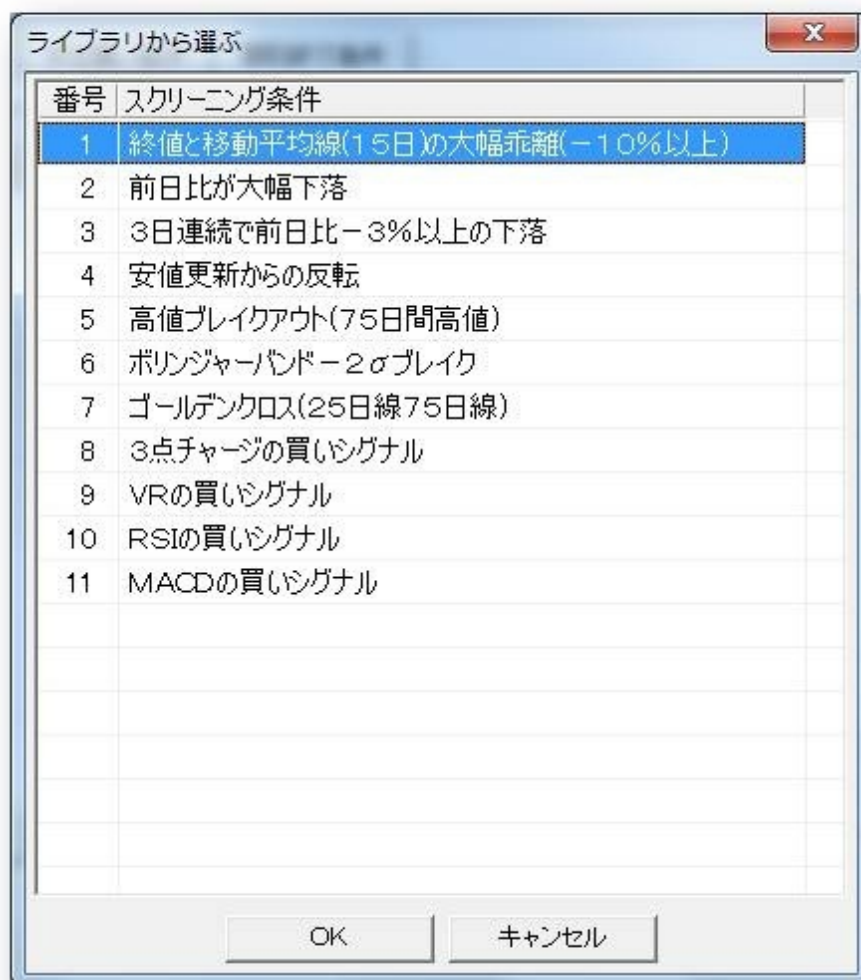 ライブラリから選ぶ
番号 スクリーニング条件
1 終値と移動平均線(15日)の大幅乖離(-10%以上)
2 前日比が大幅下落
3 3日連続で前日比-3%以上の下落
4 安値更新からの反転
5 高値ブレイクアウト(75日間高値)
6 ボリンジャーバンド-2σブレイク
7 ゴールデンクロス(25日線75日線)
8 3点チャージの買いシグナル
9 VRの買いシグナル
10 RSIの買いシグナル
11 MACDの買いシグナル
OK キャンセル